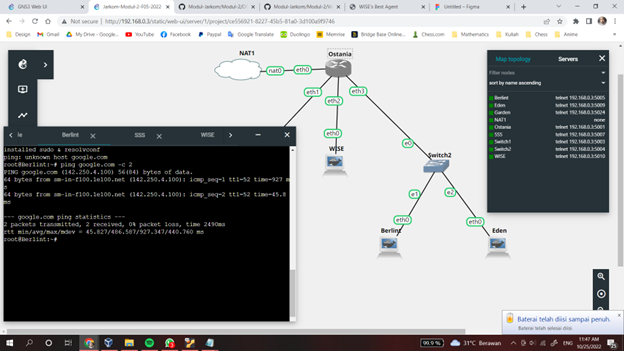 GNS3 Web UI
Jarkom-Modul-2-F05-2022
Modul-Jarkom/Modul-2/
Modul-Jarkom/Modul-2/
WISE's Best Agent
Untitled – Figma
Not secure | http://192.168.0.3/static/web-ui/server/1/project/ce556921-8227-45b5-81a0-3d100a9f9746
Design
Gmail
My Drive - Google...
YouTube
Facebook
(Project)
PayPal
Google Translate
Duolingo
Memrise
Bridge Base Online...
Chess.com
Mathematics
Kuliah
Chess
Anime
Other bookmarks
NAT1
Ostania
nat0
eth0
eth1
eth2
eth3
eth0
WISE
e0
Switch2
e1
e2
eth0
eth0
Berlint
Eden
Map topology
Servers
Filter nodes
sort by name ascending
Berlint telnet 192.168.0.3:5005
Eden telnet 192.168.0.3:5009
Garden telnet 192.168.0.3:5024
NAT1 none
Ostania telnet 192.168.0.3:5001
SSS telnet 192.168.0.3:5007
Switch1 telnet 192.168.0.3:5003
Switch2 telnet 192.168.0.3:5004
WISE telnet 192.168.0.3:5010
le
Berlint
SSS
WISE
installed sudo & resolvconf
ping: unknown host google.com
root@Berlint:~# ping google.com -c 2
PING google.com (142.250.4.100) 56(84) bytes of data.
64 bytes from sm-in-f100.1e100.net (142.250.4.100): icmp_seq=1 ttl=52 time=927 m
s
64 bytes from sm-in-f100.1e100.net (142.250.4.100): icmp_seq=2 ttl=52 time=45.8
ms
--- google.com ping statistics ---
2 packets transmitted, 2 received, 0% packet loss, time 2490ms
rtt min/avg/max/mdev = 45.827/486.587/927.347/440.760 ms
root@Berlint:~#
Baterai telah diisi sampai penuh.
Baterai telah selesai diisi.
99.9 %
31°C Berawan
ENG
11:47 AM
10/25/2022